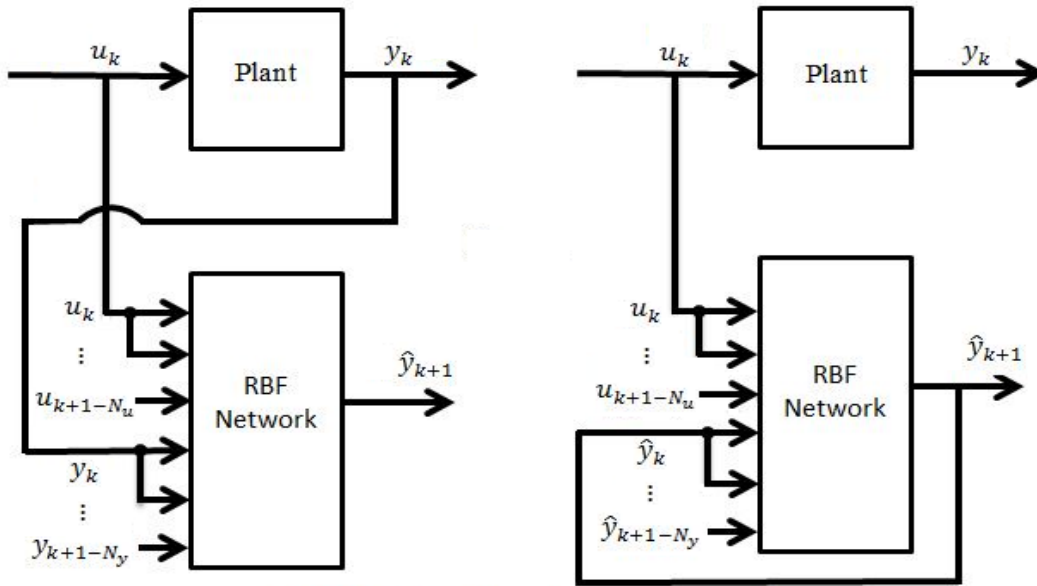 u_k
Plant
y_k
u_k
⋮
u_{k+1-N_u}
y_k
⋮
y_{k+1-N_y}
RBF
Network
ŷ_{k+1}
u_k
Plant
y_k
u_k
⋮
u_{k+1-N_u}
ŷ_k
⋮
ŷ_{k+1-N_y}
RBF
Network
ŷ_{k+1}